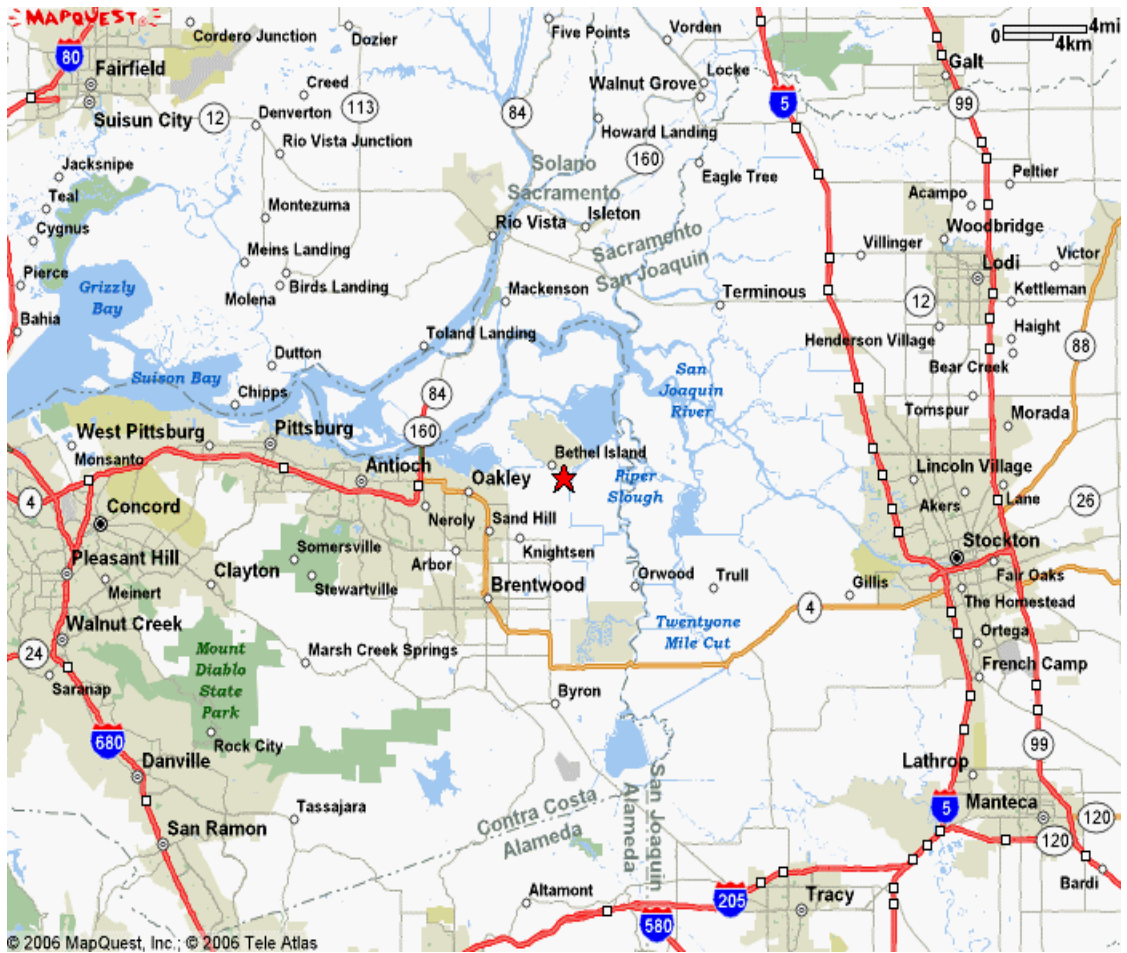 MAPQUEST.
80
Cordero Junction
Dozier
Five Points
Vorden
0
4mi
4km
Fairfield
Locke
Galt
Creed
Walnut Grove
5
99
Suisun City
12
Denverton
113
84
Howard Landing
Rio Vista Junction
160
Jacksnipe
Solano
Eagle Tree
Peltier
Teal
Sacramento
Acampo
Montezuma
Isleton
Cygnus
Rio Vista
Woodbridge
Meins Landing
Sacramento
San Joaquin
Villinger
Victor
Pierce
Grizzly
Bay
Molena
Birds Landing
Mackenson
Terminous
Lodi
12
Kettleman
Bahia
Toland Landing
Henderson Village
Haight
88
Dutton
Suison Bay
Chipps
San
Joaquin
River
Bear Creek
84
Tomspur
Morada
160
West Pittsburg
Pittsburg
Monsanto
Antioch
Oakley
Bethel Island
Lincoln Village
Piper
Slough
Akers
Lane
4
Concord
Neroly
Sand Hill
26
Knightsen
Stockton
Pleasant Hill
Somersville
Arbor
Clayton
Meinert
Stewartville
Brentwood
Orwood
Trull
Gillis
Fair Oaks
The Homestead
4
Walnut Creek
Twentyone
Mile Cut
Ortega
24
Mount
Diablo
State
Park
Marsh Creek Springs
French Camp
Saranap
Byron
680
Rock City
99
Danville
Lathrop
San Joaquin
Alameda
Tassajara
Contra Costa
Alameda
5
Manteca
120
San Ramon
120
Altamont
205
Tracy
Bardi
580
© 2006 MapQuest, Inc.; © 2006 Tele Atlas